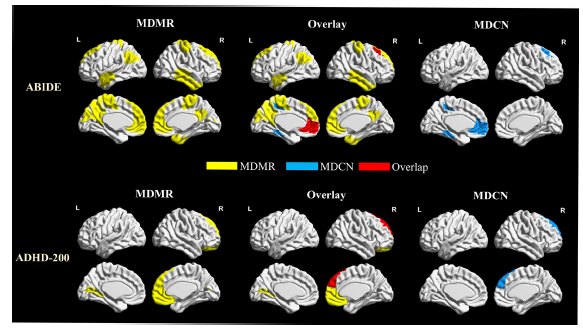 MDMR Overlay MDCN
L R L R L R
ABIDE
MDMR MDCN Overlap
MDMR Overlay MDCN
L R L R L R
ADHD-200